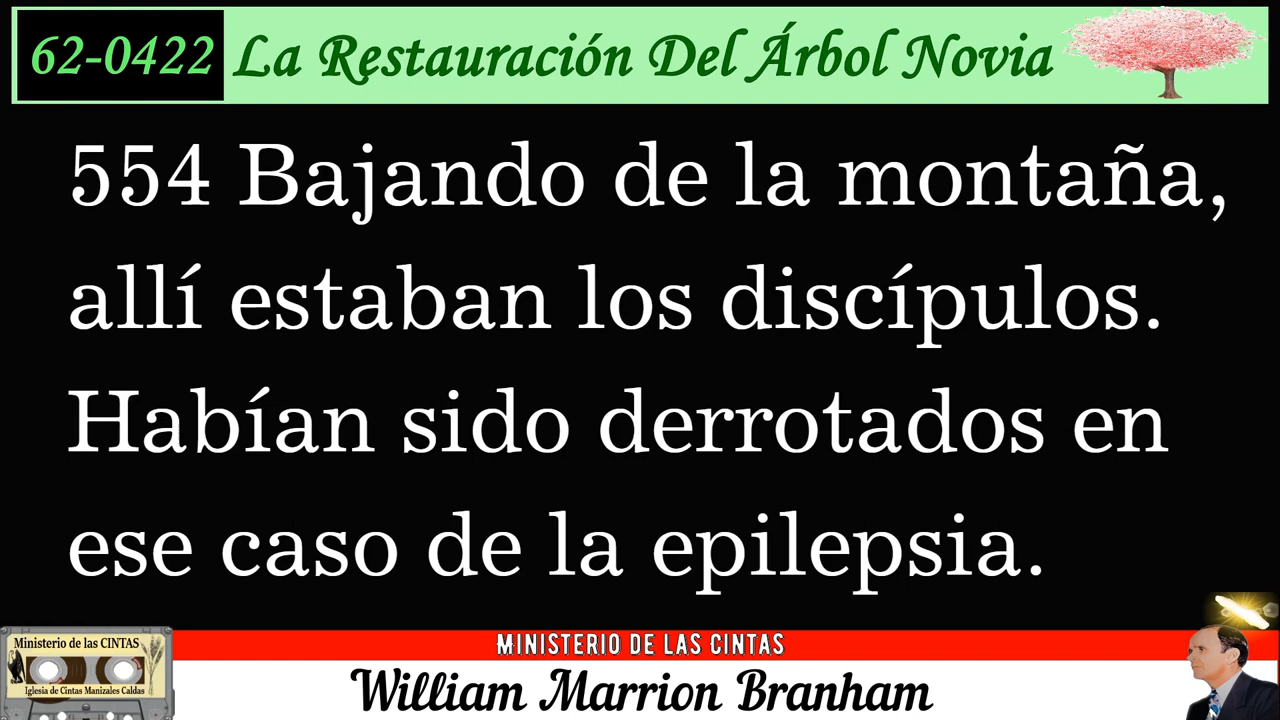 62-0422 La Restauración Del Árbol Novia
554 Bajando de la montaña,
allí estaban los discípulos.
Habían sido derrotados en
ese caso de la epilepsia.
MINISTERIO DE LAS CINTAS
Ministerio de las CINTAS
Iglesia de Cintas Manizales Caldas
William Marrion Branham